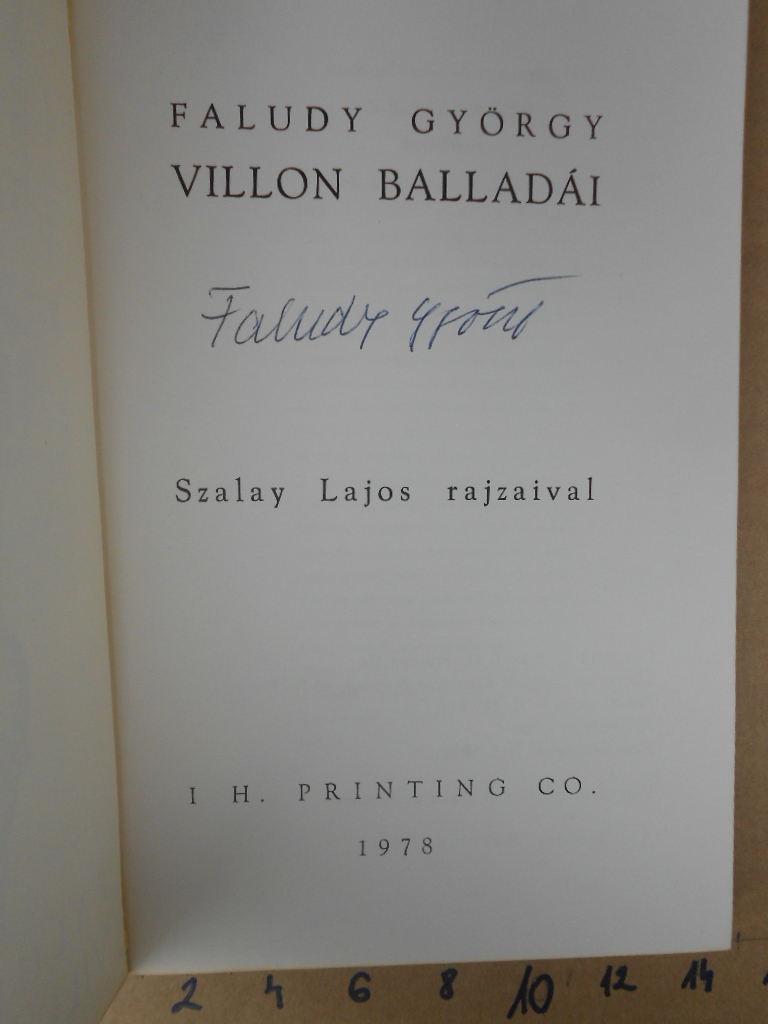 FALUDY GYÖRGY
VILLON BALLADÁI
Faludy György
Szalay Lajos rajzaival
I H. PRINTING CO.
1978
2 4 6 8 10 12 14